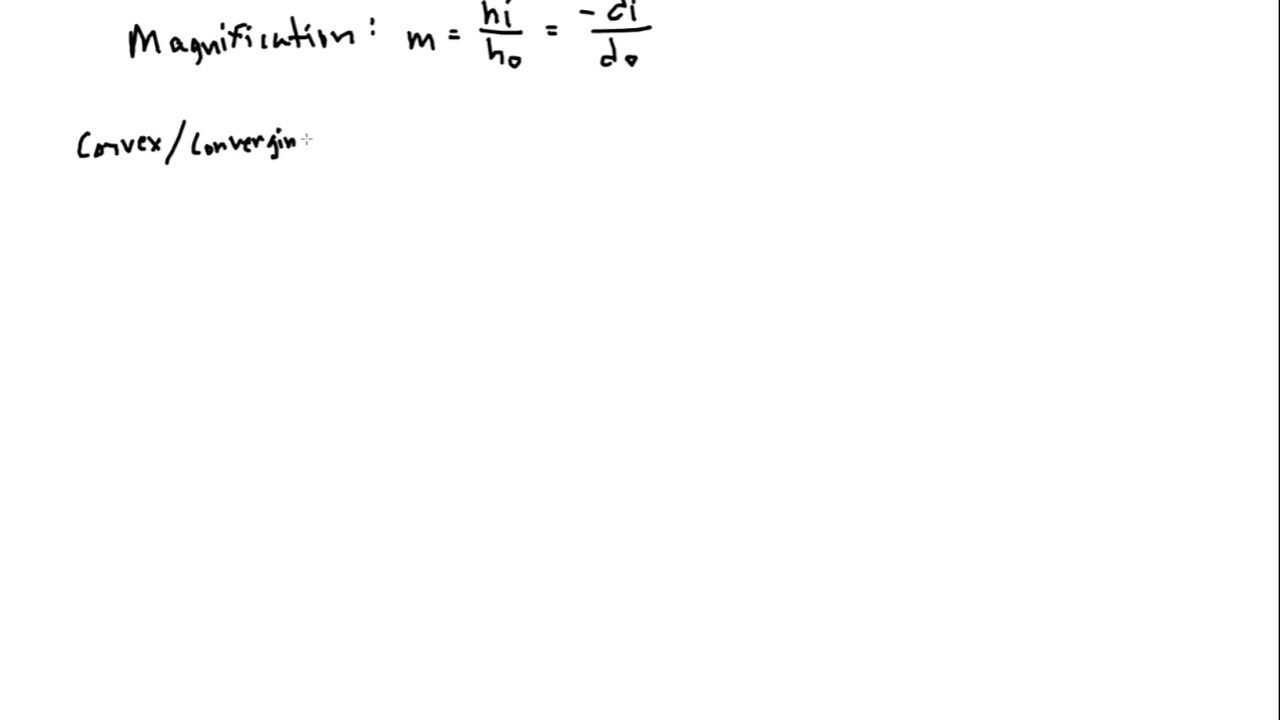 Magnification: m = hi/ho = -di/do
Convex/Convergin